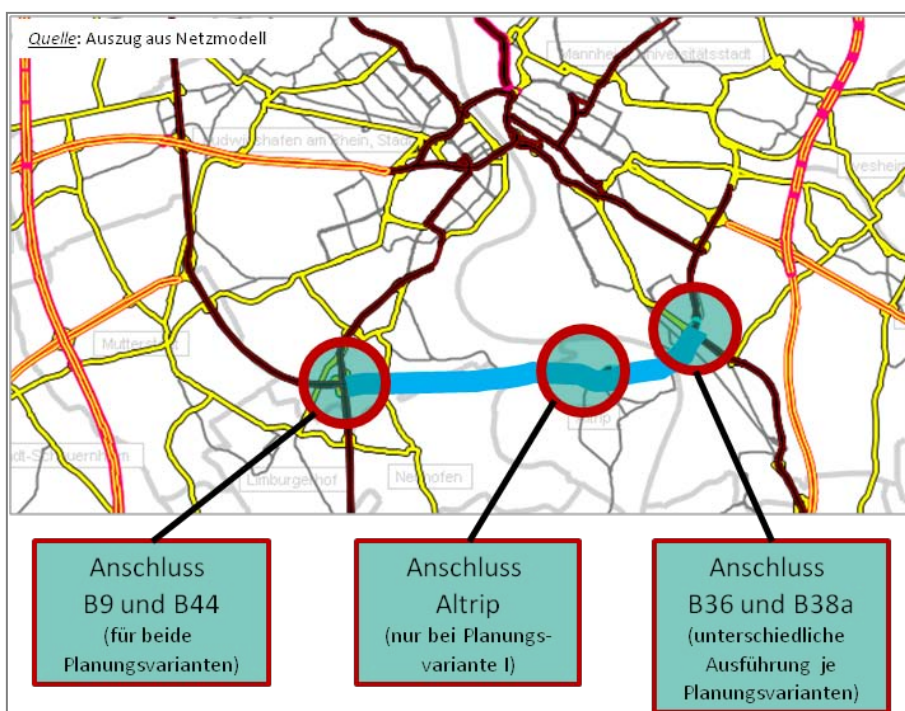 Quelle: Auszug aus Netzmodell
Mannheim, Universitätsstadt
Ludwigshafen am Rhein, Stadt
Mutterstadt
Limburgerhof
Neuhofen
Altrip
Anschluss
B9 und B44
(für beide
Planungsvarianten)
Anschluss
Altrip
(nur bei Planungs-
variante I)
Anschluss
B36 und B38a
(unterschiedliche
Ausführung je
Planungsvarianten)